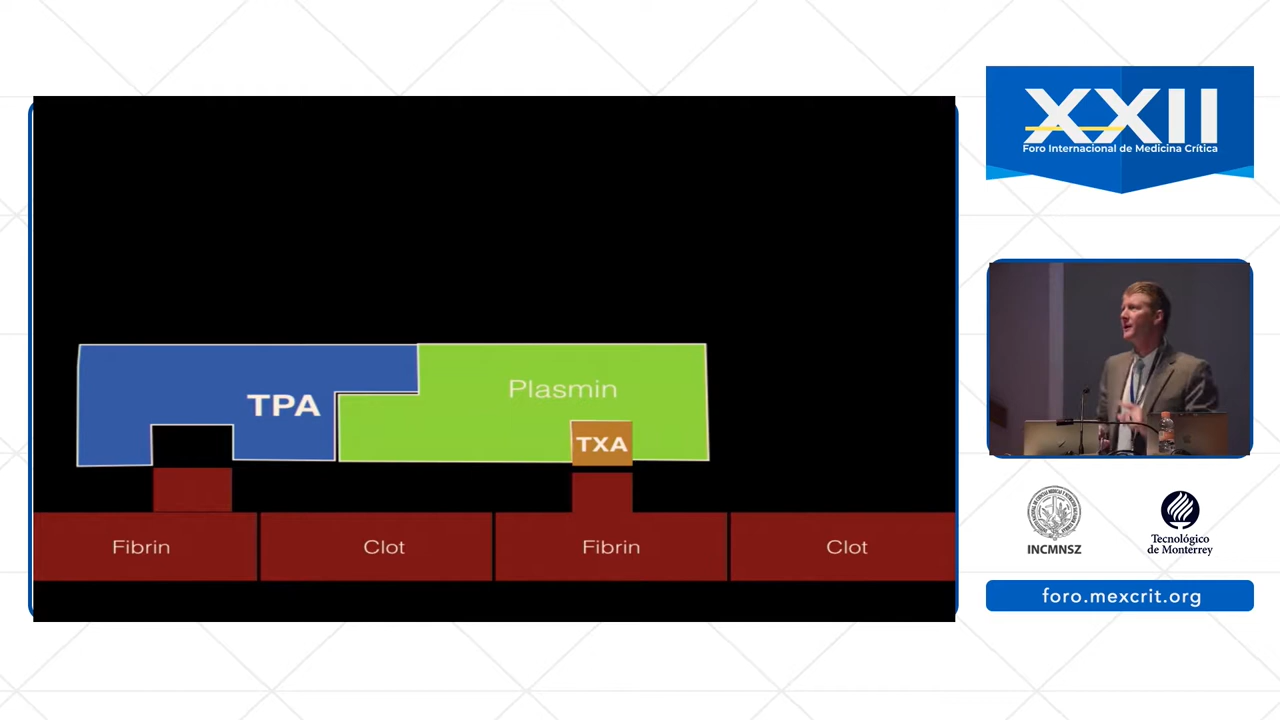 TPA
Plasmin
TXA
Fibrin
Clot
Fibrin
Clot
XXII
Foro Internacional de Medicina Crítica
INCMNSZ
Tecnológico
de Monterrey
foro.mexcrit.org